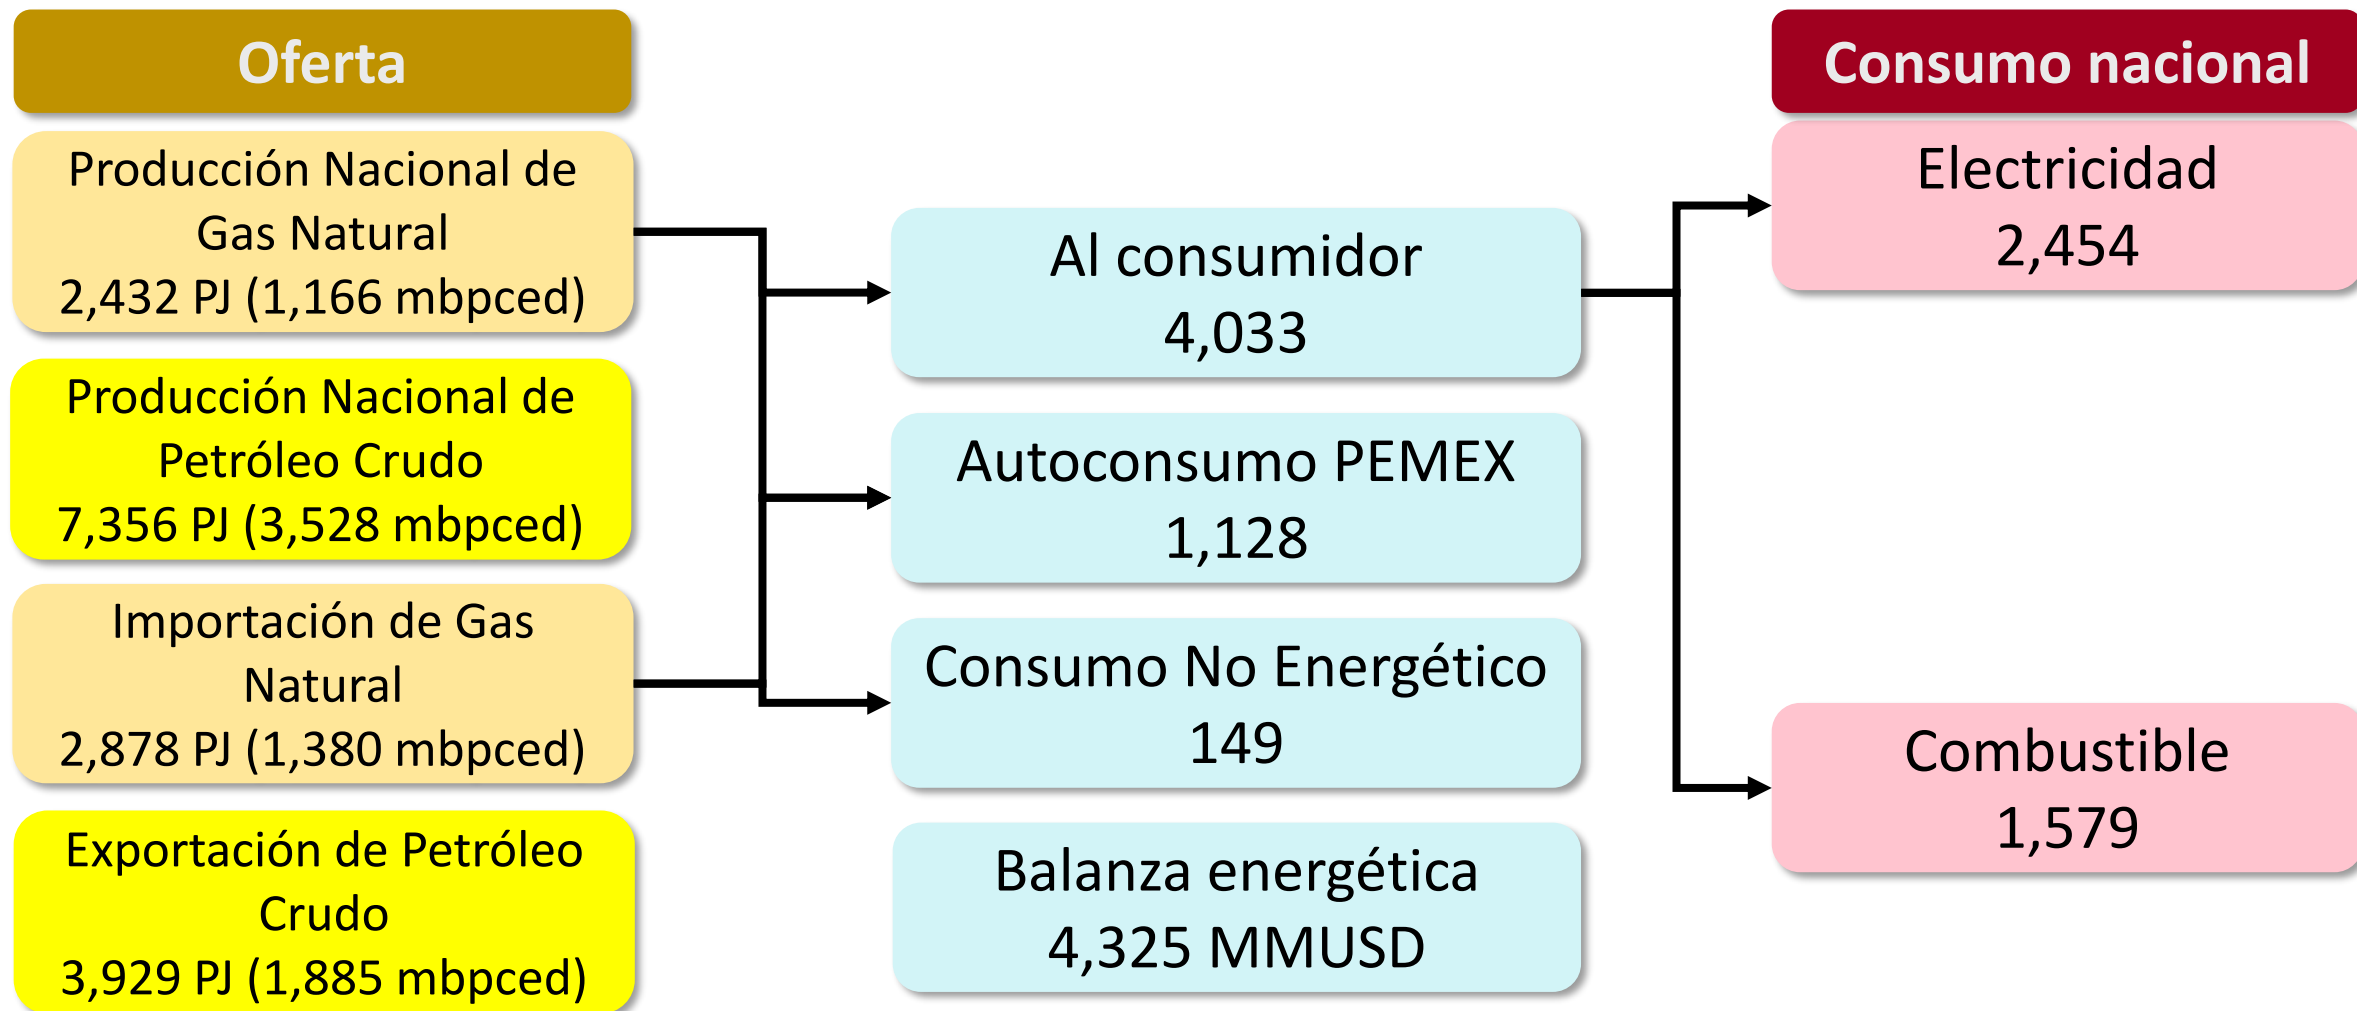 Oferta
Producción Nacional de
Gas Natural
2,432 PJ (1,166 mbpced)
Producción Nacional de
Petróleo Crudo
7,356 PJ (3,528 mbpced)
Importación de Gas
Natural
2,878 PJ (1,380 mbpced)
Exportación de Petróleo
Crudo
3,929 PJ (1,885 mbpced)
Al consumidor
4,033
Autoconsumo PEMEX
1,128
Consumo No Energético
149
Balanza energética
4,325 MMUSD
Consumo nacional
Electricidad
2,454
Combustible
1,579